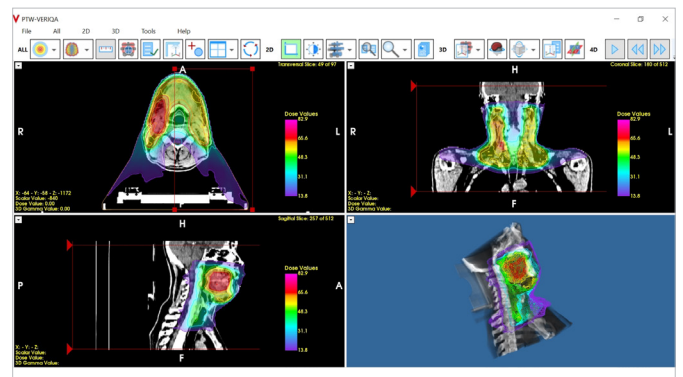 PTW-VERIQA
File All 2D 3D Tools Help
ALL 2D 3D 4D
Transversal Slice: 49 of 97
A
R
L
Dose Values
82.9
65.6
48.3
31.1
13.8
X: -64 - Y: -58 - Z: -1172
Scalar Value: -840
Dose Value: 0.00
3D Gamma Value: 0.00
Coronal Slice: 180 of 512
H
R
L
Dose Values
82.9
65.6
48.3
31.1
13.8
X: - Y: - Z:
Scalar Value:
Dose Value:
3D Gamma Value:
F
Sagittal Slice: 257 of 512
H
P
A
Dose Values
82.9
65.6
48.3
31.1
13.8
X: - Y: - Z:
Scalar Value:
Dose Value:
3D Gamma Value:
F